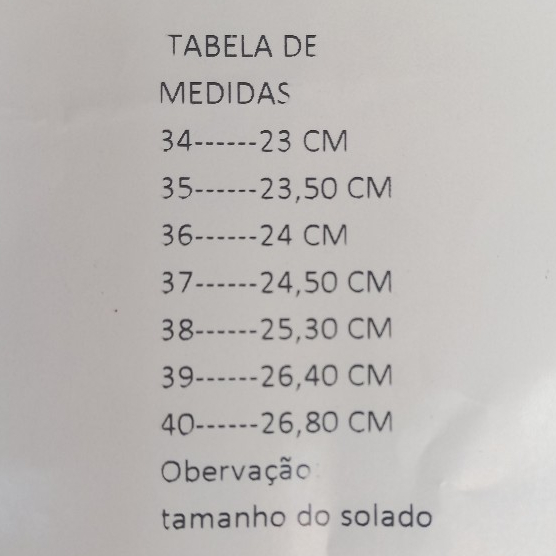 TABELA DE
MEDIDAS
34------23 CM
35------23,50 CM
36------24 CM
37------24,50 CM
38------25,30 CM
39------26,40 CM
40------26,80 CM
Obervação
tamanho do solado